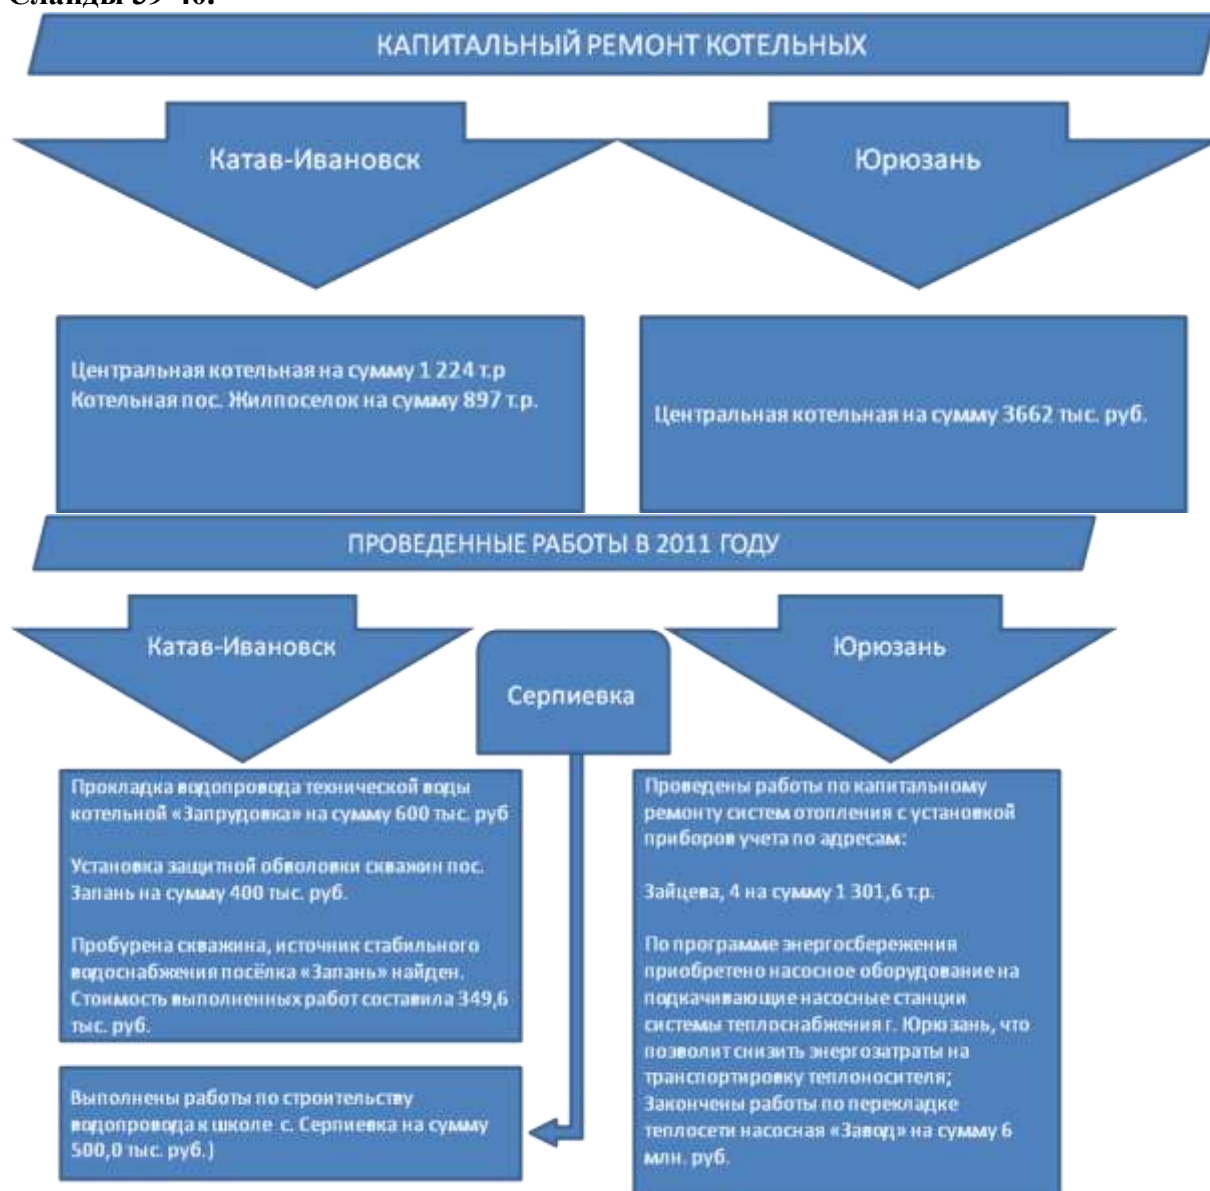 Слайды 39-40.
КАПИТАЛЬНЫЙ РЕМОНТ КОТЕЛЬНЫХ
Катав-Ивановск
Юрюзань
Центральная котельная на сумму 1 224 т.р
Котельная пос. Жилпоселок на сумму 897 т.р.
Центральная котельная на сумму 3662 тыс. руб.
ПРОВЕДЕННЫЕ РАБОТЫ В 2011 ГОДУ
Катав-Ивановск
Серпиевка
Юрюзань
Прокладка водопровода технической воды
котельной «Запрудовка» на сумму 600 тыс. руб
Установка защитной обволовки скважин пос.
Запань на сумму 400 тыс. руб.
Пробурена скважина, источник стабильного
водоснабжения посёлка «Запань» найден.
Стоимость выполненных работ составила 349,6
тыс. руб.
Выполнены работы по строительству
водопровода к школе с. Серпиевка на сумму
500,0 тыс. руб.)
Проведены работы по капитальному
ремонту систем отопления с установкой
приборов учета по адресам:
Зайцева, 4 на сумму 1 301,6 т.р.
По программе энергосбережения
приобретено насосное оборудование на
подкачивающие насосные станции
системы теплоснабжения г. Юрюзань, что
позволит снизить энергозатраты на
транспортировку теплоносителя;
Закончены работы по перекладке
теплосети насосная «Завод» на сумму 6
млн. руб.